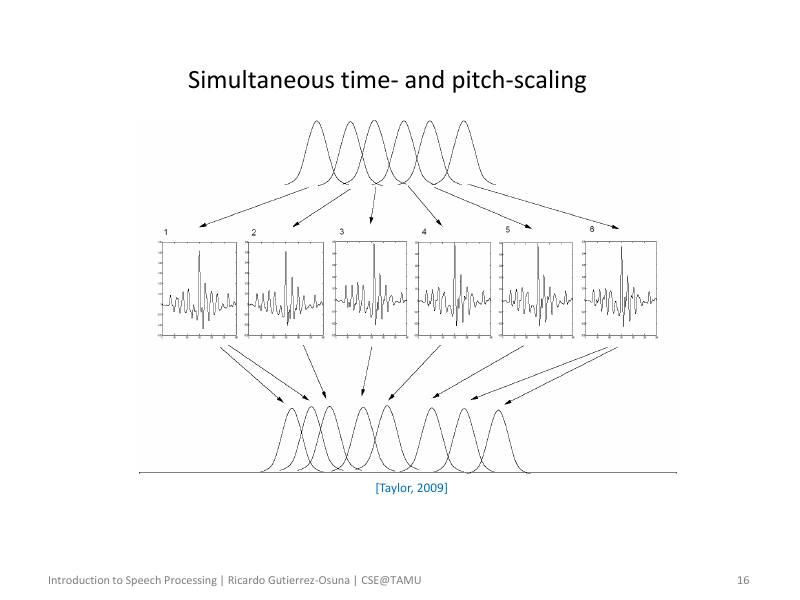 Simultaneous time- and pitch-scaling
1 2 3 4 5 6
[Taylor, 2009]
Introduction to Speech Processing | Ricardo Gutierrez-Osuna | CSE@TAMU 16